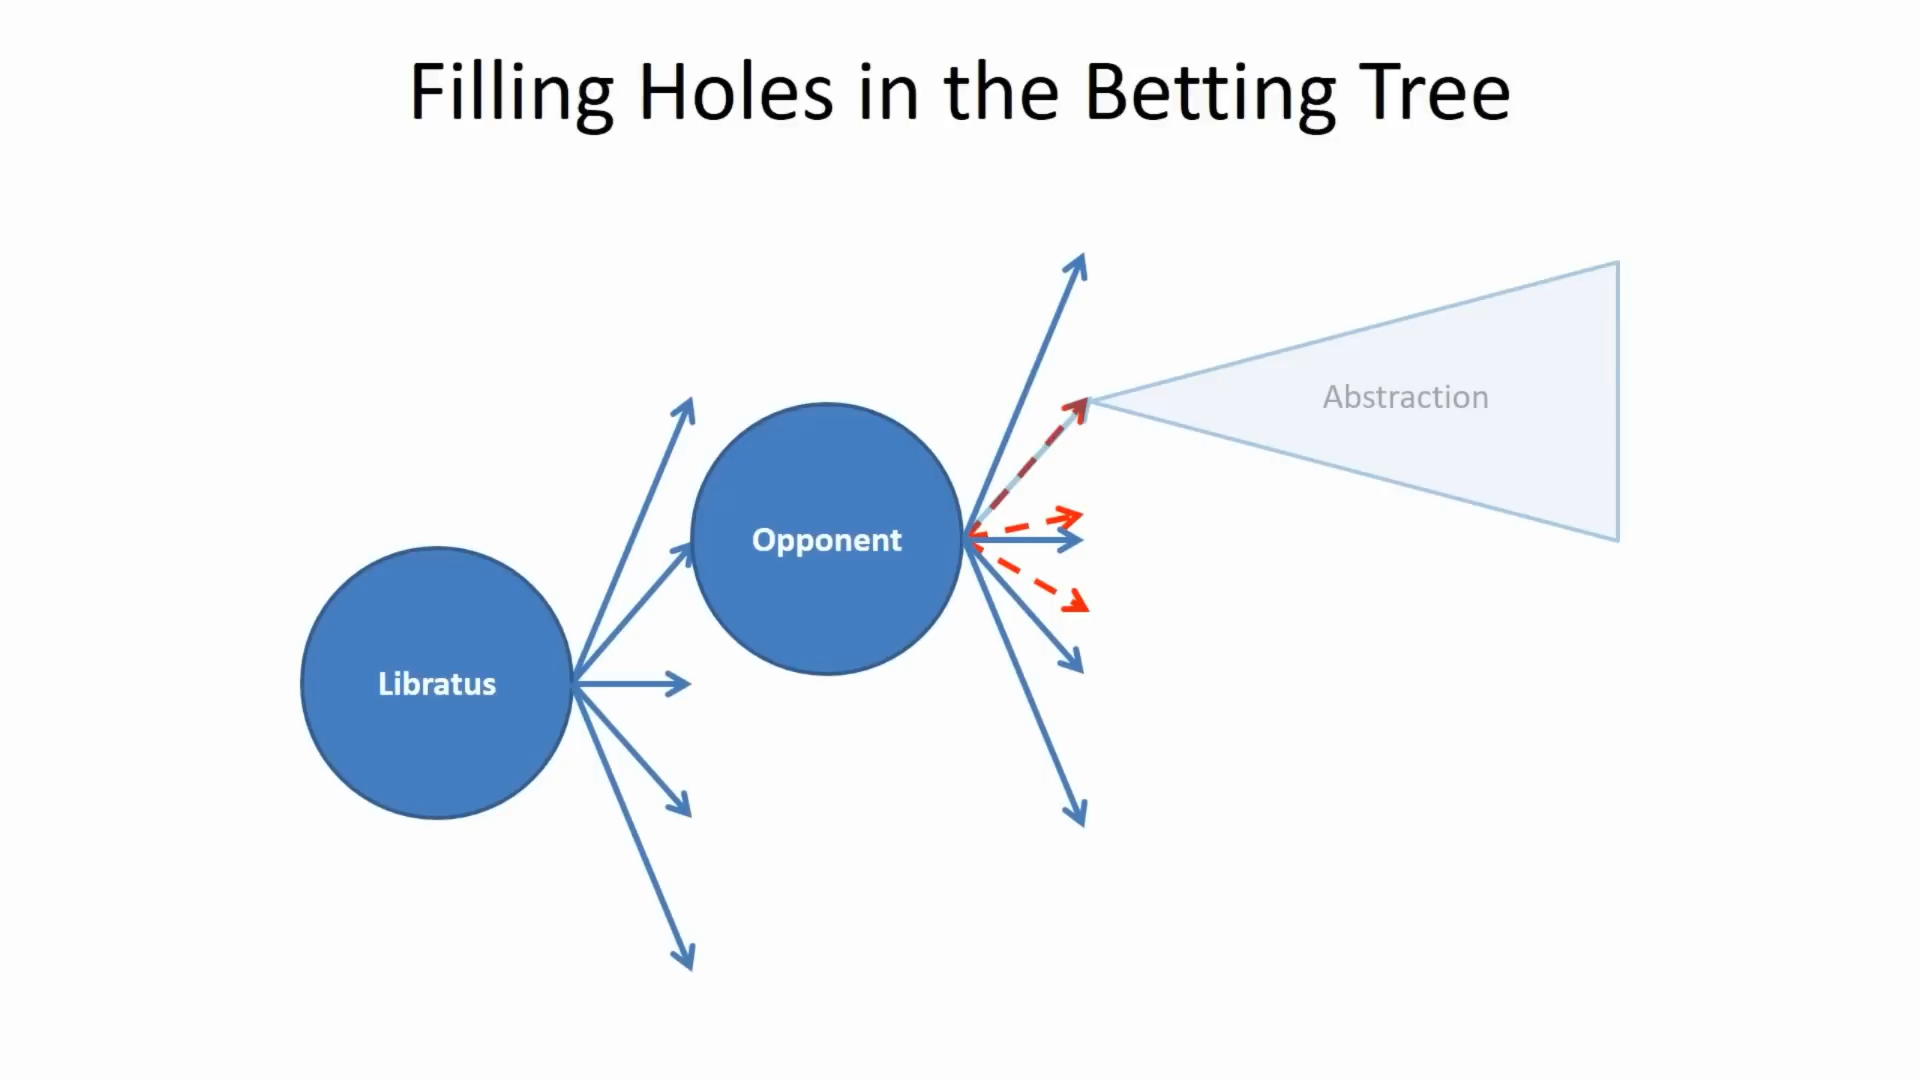 Filling Holes in the Betting Tree
Abstraction
Opponent
Libratus